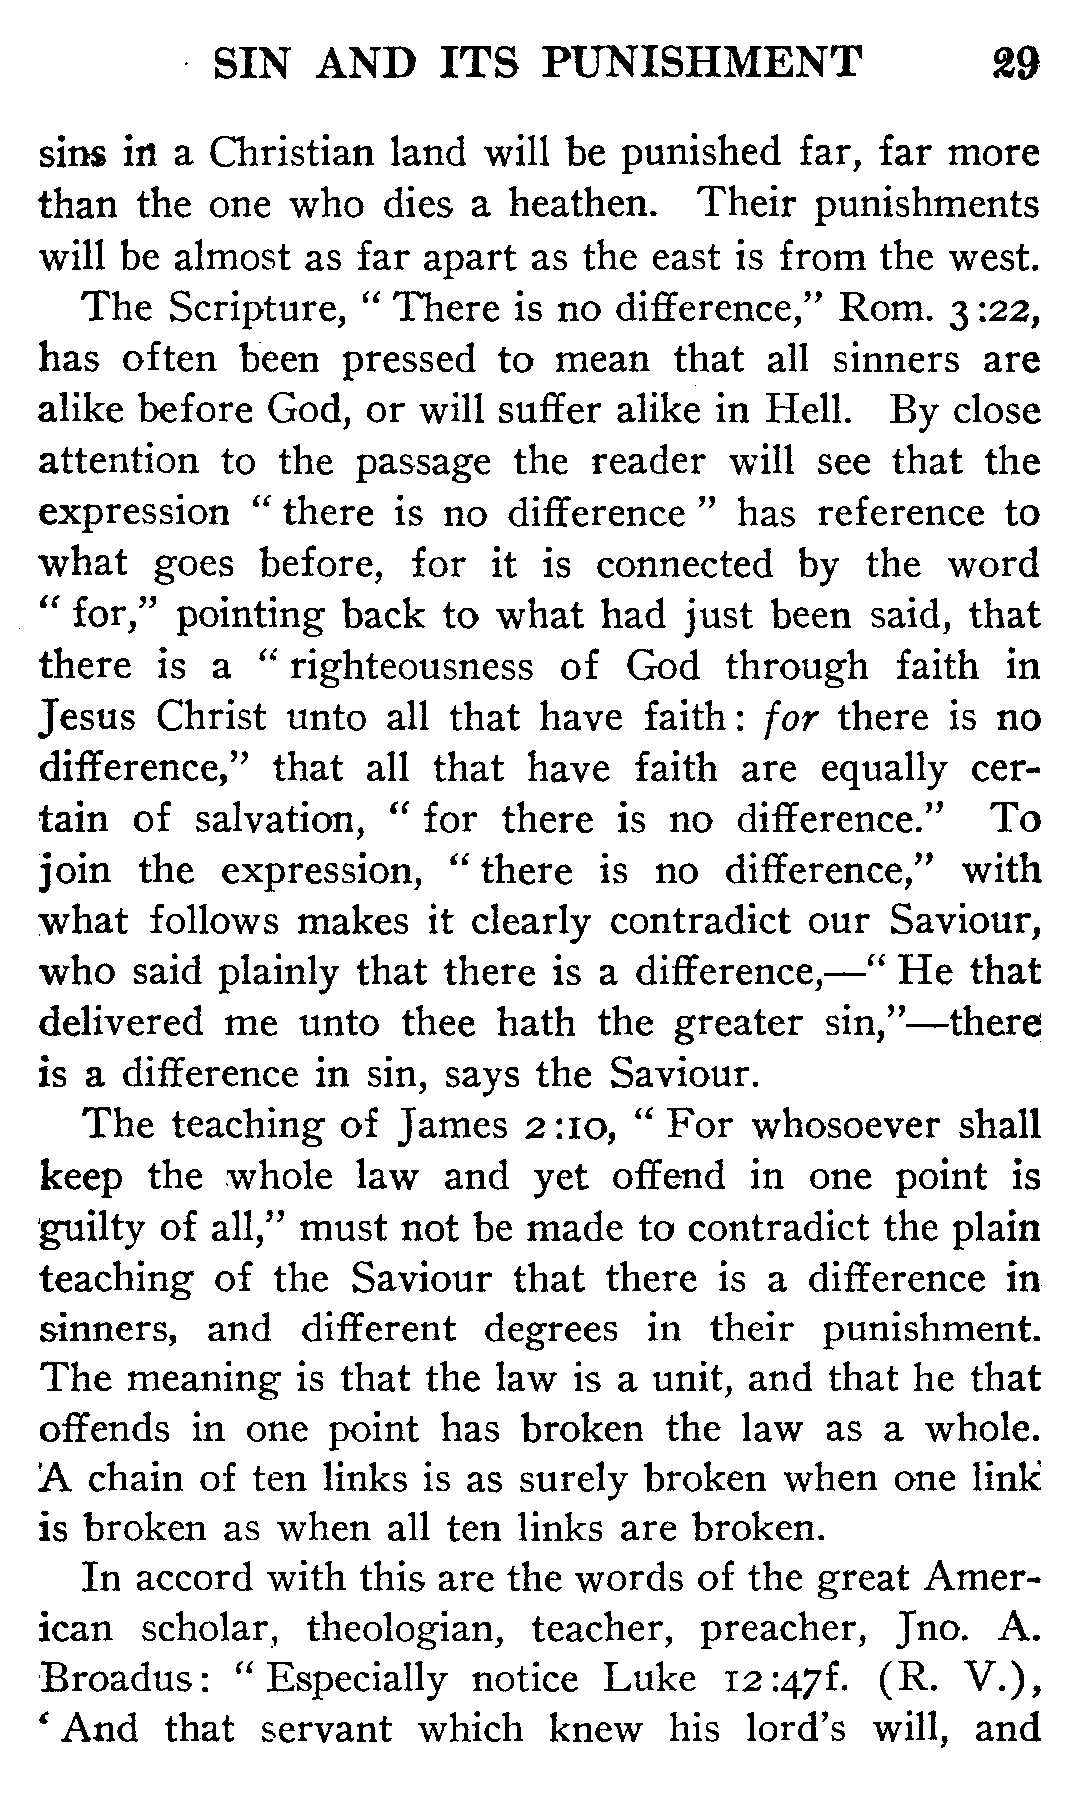 SIN AND ITS PUNISHMENT 29
sins in a Christian land will be punished far, far more
than the one who dies a heathen. Their punishments
will be almost as far apart as the east is from the west.
The Scripture, “ There is no difference,” Rom. 3 :22,
has often been pressed to mean that all sinners are
alike before God, or will suffer alike in Hell. By close
attention to the passage the reader will see that the
expression “ there is no difference ” has reference to
what goes before, for it is connected by the word
“ for,” pointing back to what had just been said, that
there is a “ righteousness of God through faith in
Jesus Christ unto all that have faith : for there is no
difference,” that all that have faith are equally cer-
tain of salvation, “ for there is no difference.” To
join the expression, “ there is no difference,” with
what follows makes it clearly contradict our Saviour,
who said plainly that there is a difference,—“ He that
delivered me unto thee hath the greater sin,”—there
is a difference in sin, says the Saviour.
The teaching of James 2 :10, “ For whosoever shall
keep the whole law and yet offend in one point is
guilty of all,” must not be made to contradict the plain
teaching of the Saviour that there is a difference in
sinners, and different degrees in their punishment.
The meaning is that the law is a unit, and that he that
offends in one point has broken the law as a whole.
A chain of ten links is as surely broken when one link
is broken as when all ten links are broken.
In accord with this are the words of the great Amer-
ican scholar, theologian, teacher, preacher, Jno. A.
Broadus : “ Especially notice Luke 12 :47f. (R. V.),
‘ And that servant which knew his lord’s will, and